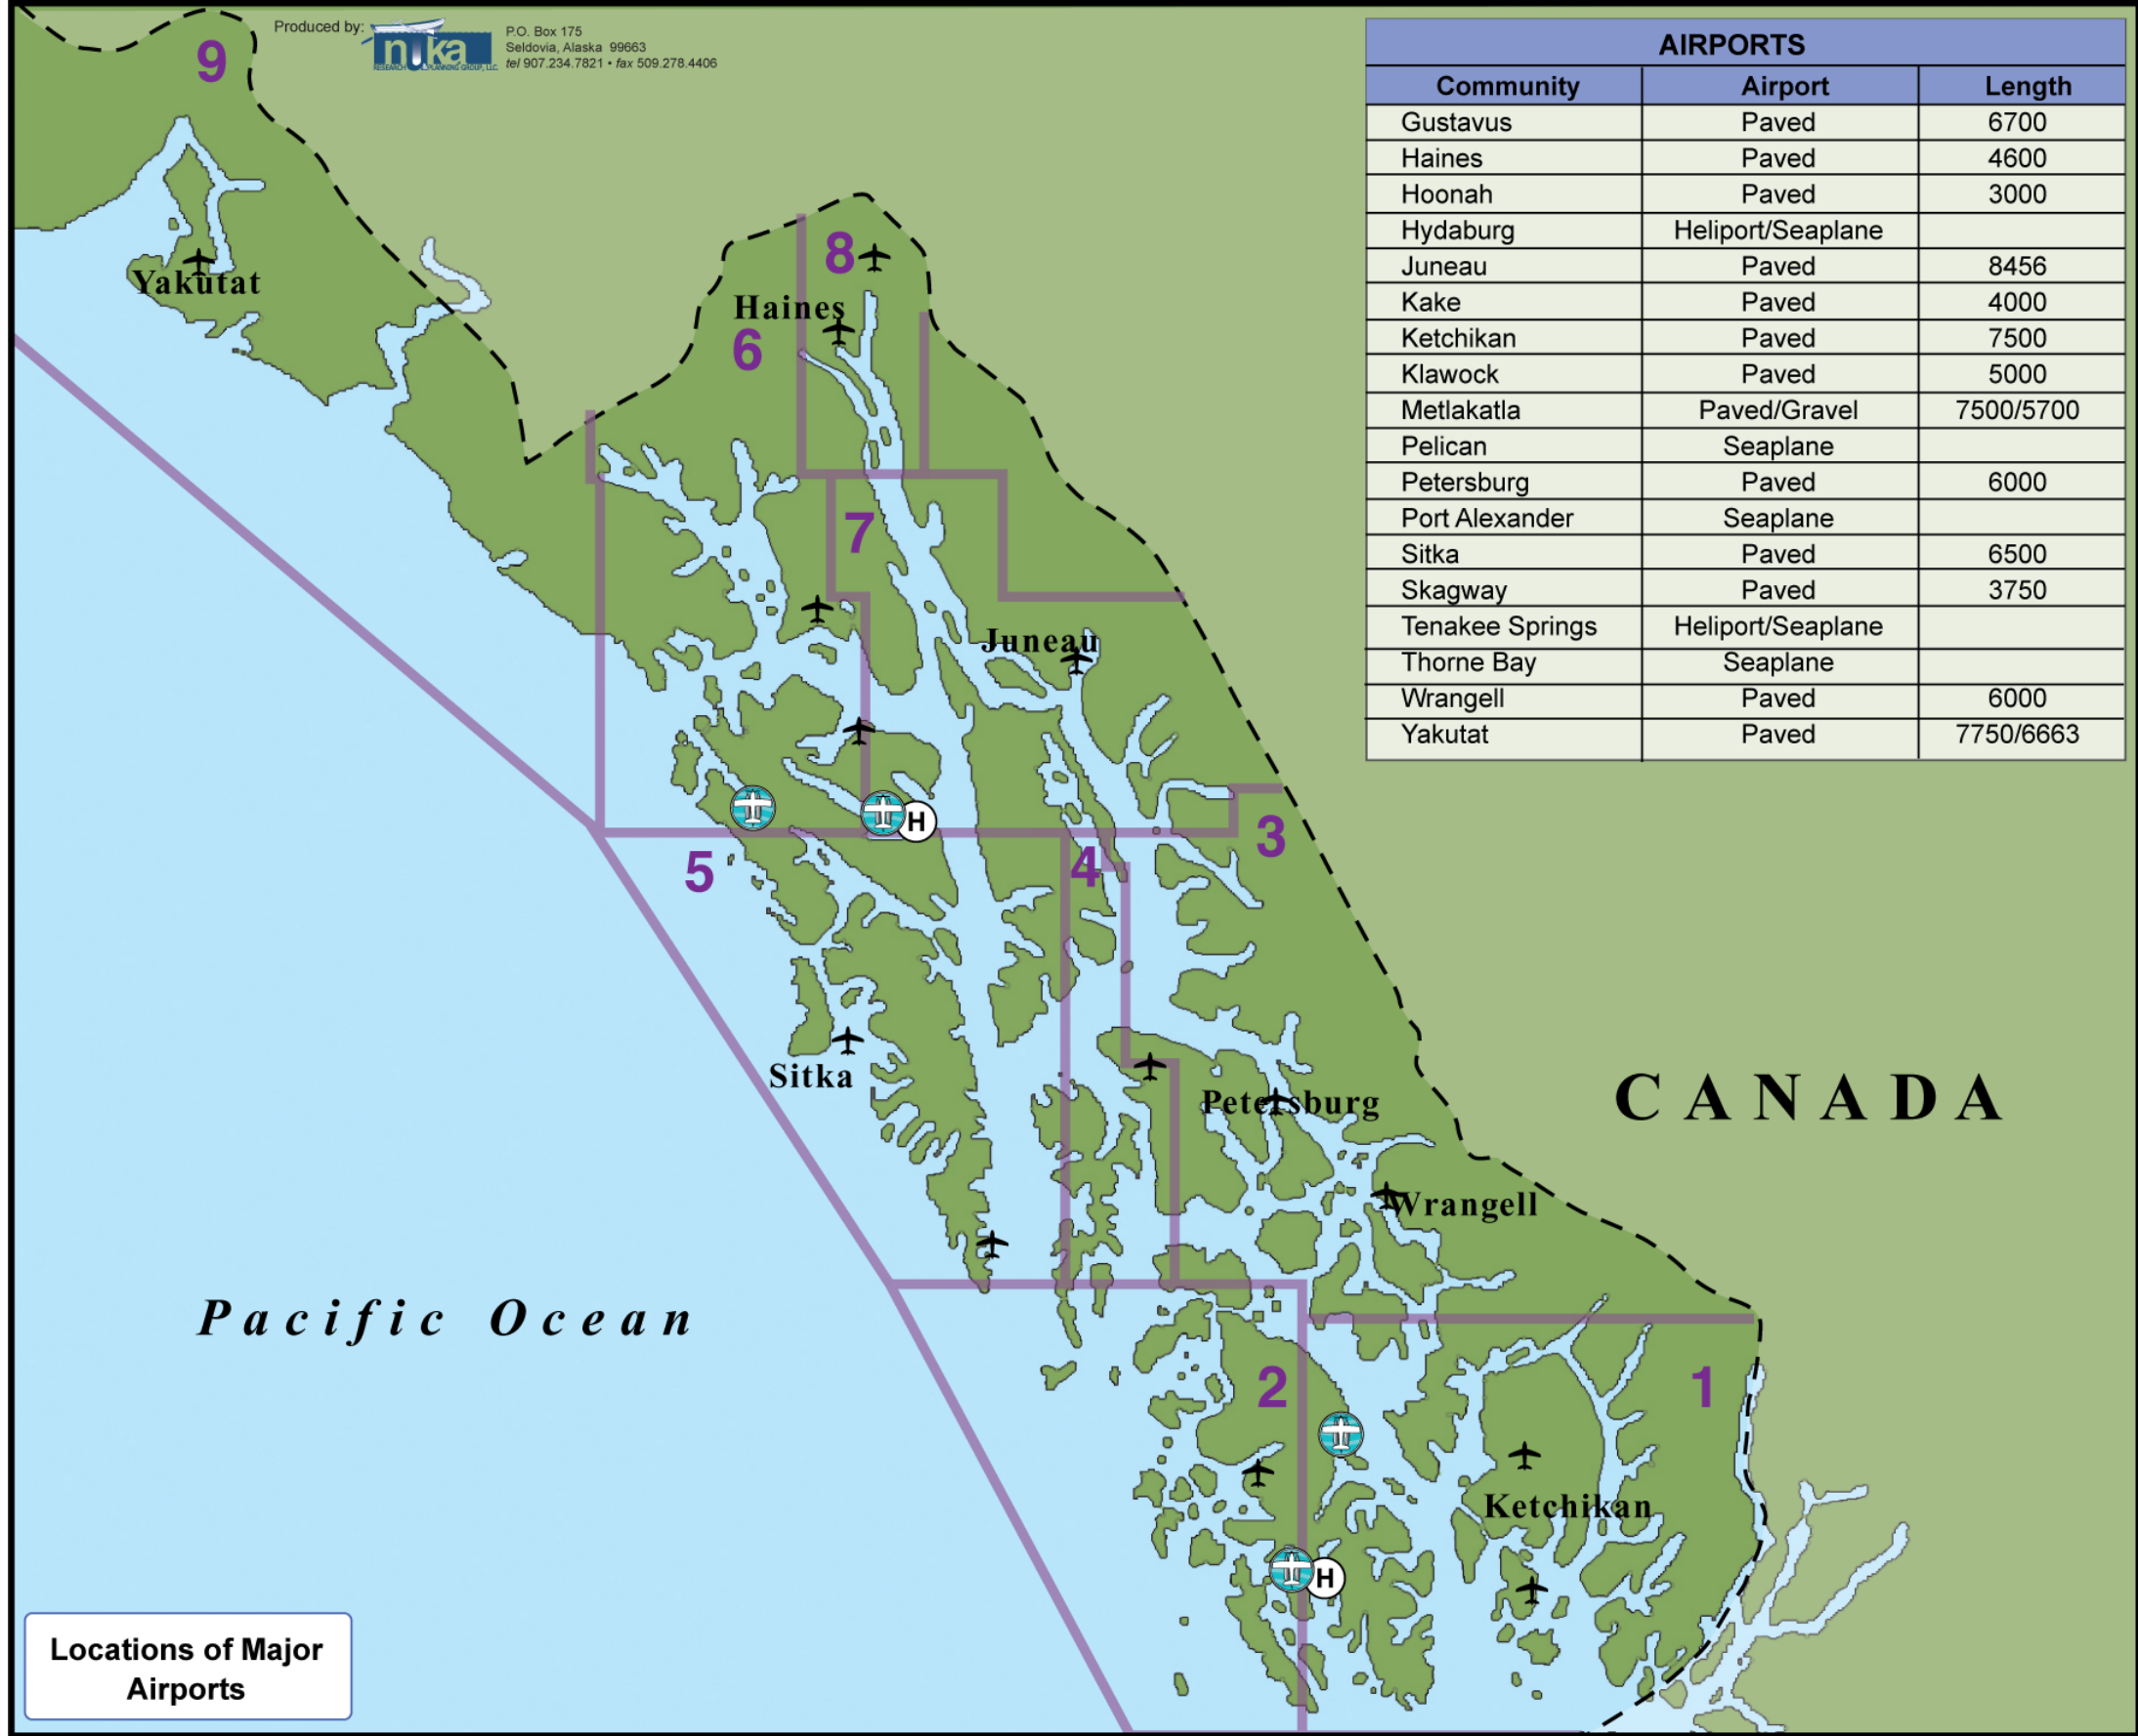 Produced by:
nuka
RESEARCH & PLANNING GROUP, LLC.
P.O. Box 175
Seldovia, Alaska 99663
tel 907.234.7821 • fax 509.278.4406
AIRPORTS
Community Airport Length
Gustavus Paved 6700
Haines Paved 4600
Hoonah Paved 3000
Hydaburg Heliport/Seaplane
Juneau Paved 8456
Kake Paved 4000
Ketchikan Paved 7500
Klawock Paved 5000
Metlakatla Paved/Gravel 7500/5700
Pelican Seaplane
Petersburg Paved 6000
Port Alexander Seaplane
Sitka Paved 6500
Skagway Paved 3750
Tenakee Springs Heliport/Seaplane
Thorne Bay Seaplane
Wrangell Paved 6000
Yakutat Paved 7750/6663
9
Yakutat
8
Haines
6
7
Juneau
H
3
5
4
Sitka
CANADA
Petersburg
Wrangell
Pacific Ocean
2
1
Ketchikan
H
Locations of Major
Airports